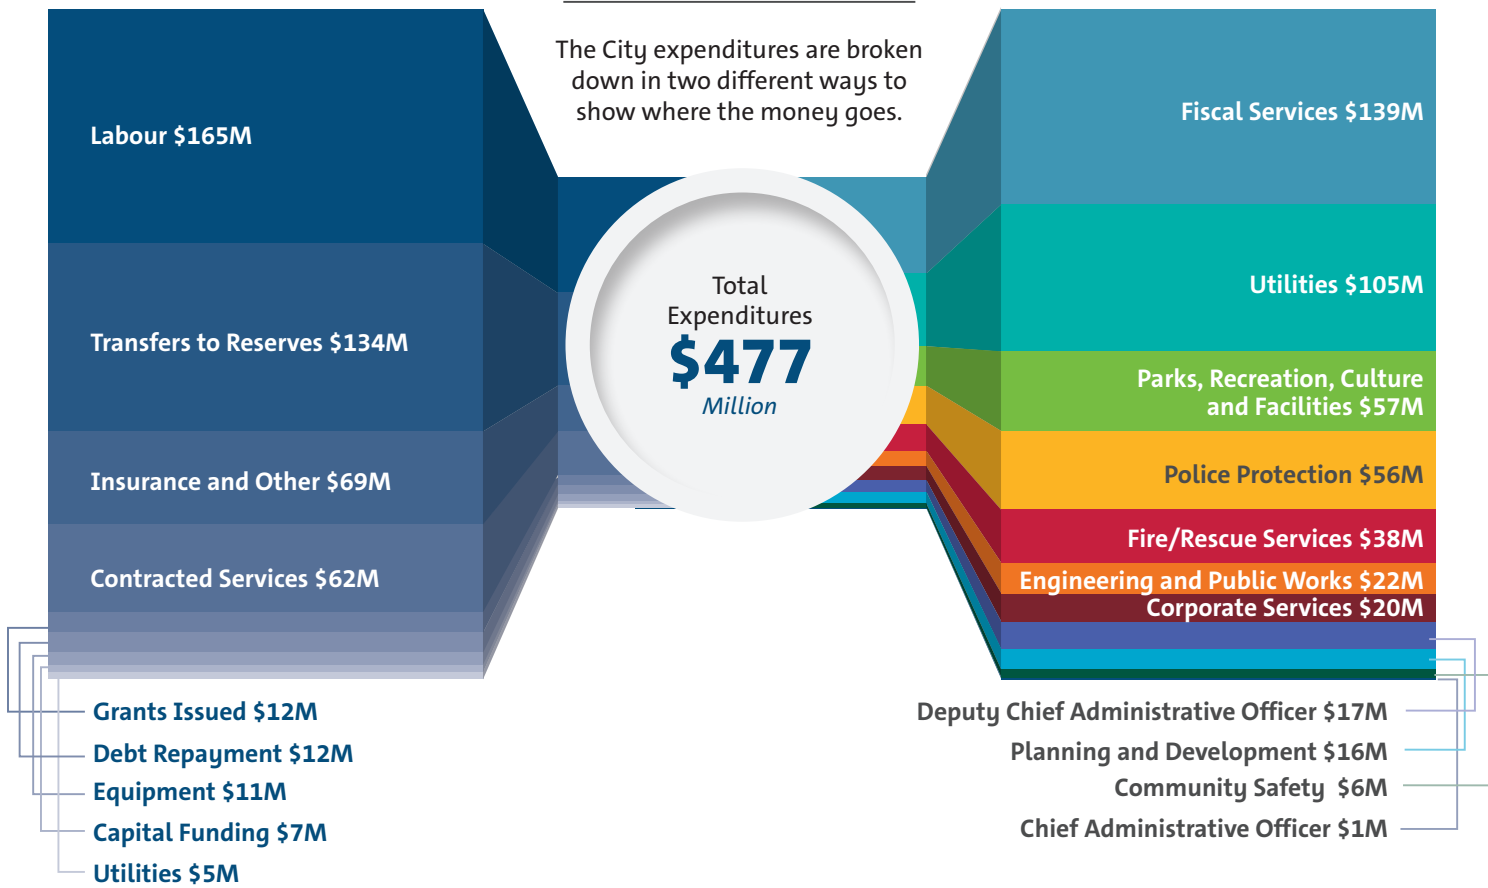 The City expenditures are broken
down in two different ways to
show where the money goes.
Labour $165M
Transfers to Reserves $134M
Insurance and Other $69M
Contracted Services $62M
Grants Issued $12M
Debt Repayment $12M
Equipment $11M
Capital Funding $7M
Utilities $5M
Total
Expenditures
$477
Million
Fiscal Services $139M
Utilities $105M
Parks, Recreation, Culture
and Facilities $57M
Police Protection $56M
Fire/Rescue Services $38M
Engineering and Public Works $22M
Corporate Services $20M
Deputy Chief Administrative Officer $17M
Planning and Development $16M
Community Safety $6M
Chief Administrative Officer $1M